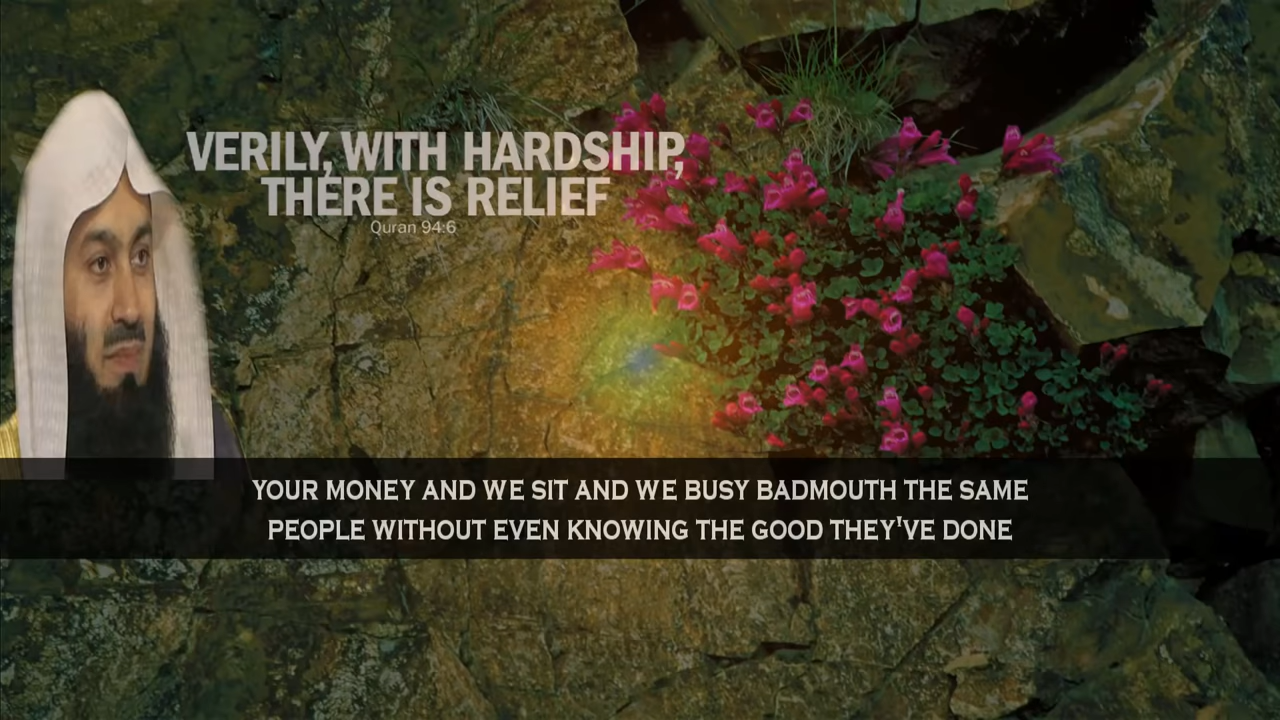 VERILY, WITH HARDSHIP,
THERE IS RELIEF
Quran 94:6
YOUR MONEY AND WE SIT AND WE BUSY BADMOUTH THE SAME
PEOPLE WITHOUT EVEN KNOWING THE GOOD THEY'VE DONE